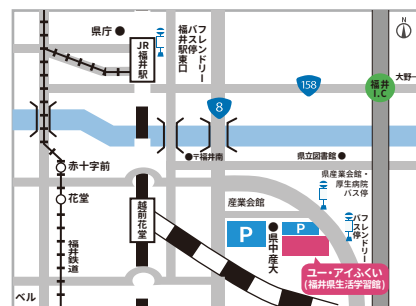 N
県庁
JR
福井駅
フレンドリー
バス停
福井駅東口
158
福井
I.C
大野→
8
〒福井南
県立図書館
赤十字前
県産業会館・
厚生病院
バス停
花堂
産業会館
越前花堂
P
P
県中産大
フレンドリー
バス停
福井鉄道
ユー・アイふくい
(福井県生活学習館)
ベル